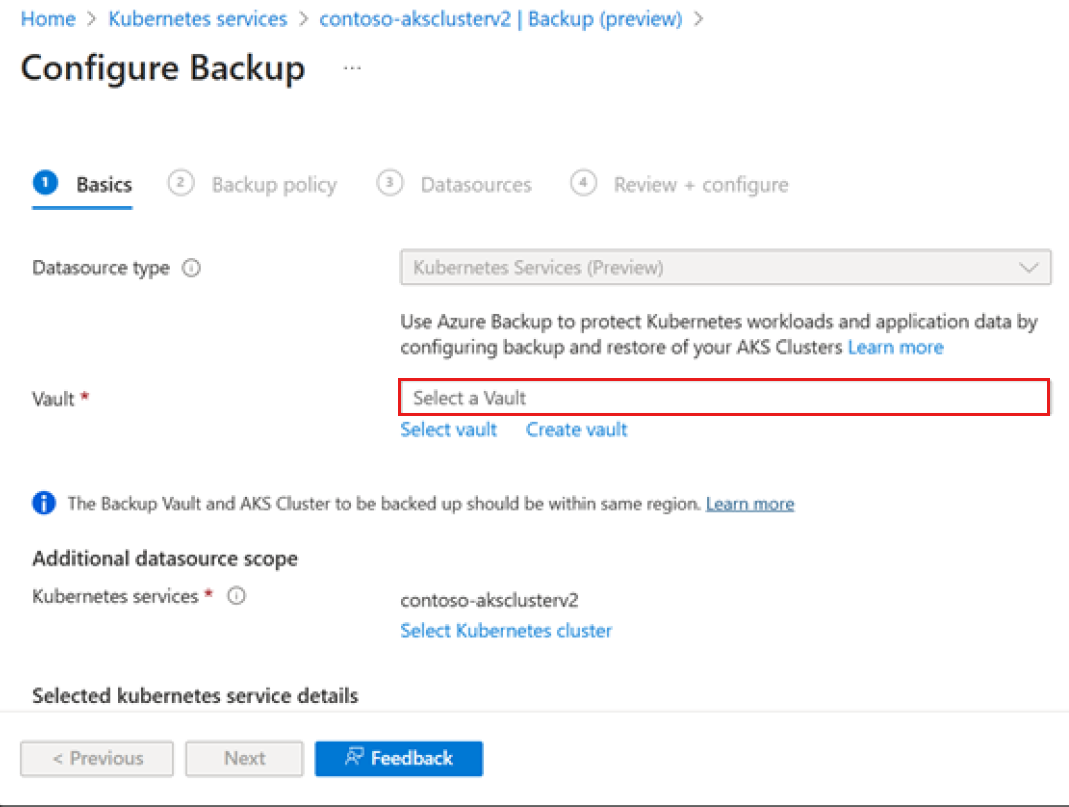 Home > Kubernetes services > contoso-aksclusterv2 | Backup (preview) >
Configure Backup ...
1 Basics 2 Backup policy 3 Datasources 4 Review + configure
Datasource type Kubernetes Services (Preview)
Use Azure Backup to protect Kubernetes workloads and application data by
configuring backup and restore of your AKS Clusters Learn more
Vault * Select a Vault
Select vault Create vault
The Backup Vault and AKS Cluster to be backed up should be within same region. Learn more
Additional datasource scope
Kubernetes services * contoso-aksclusterv2
Select Kubernetes cluster
Selected kubernetes service details
< Previous Next Feedback